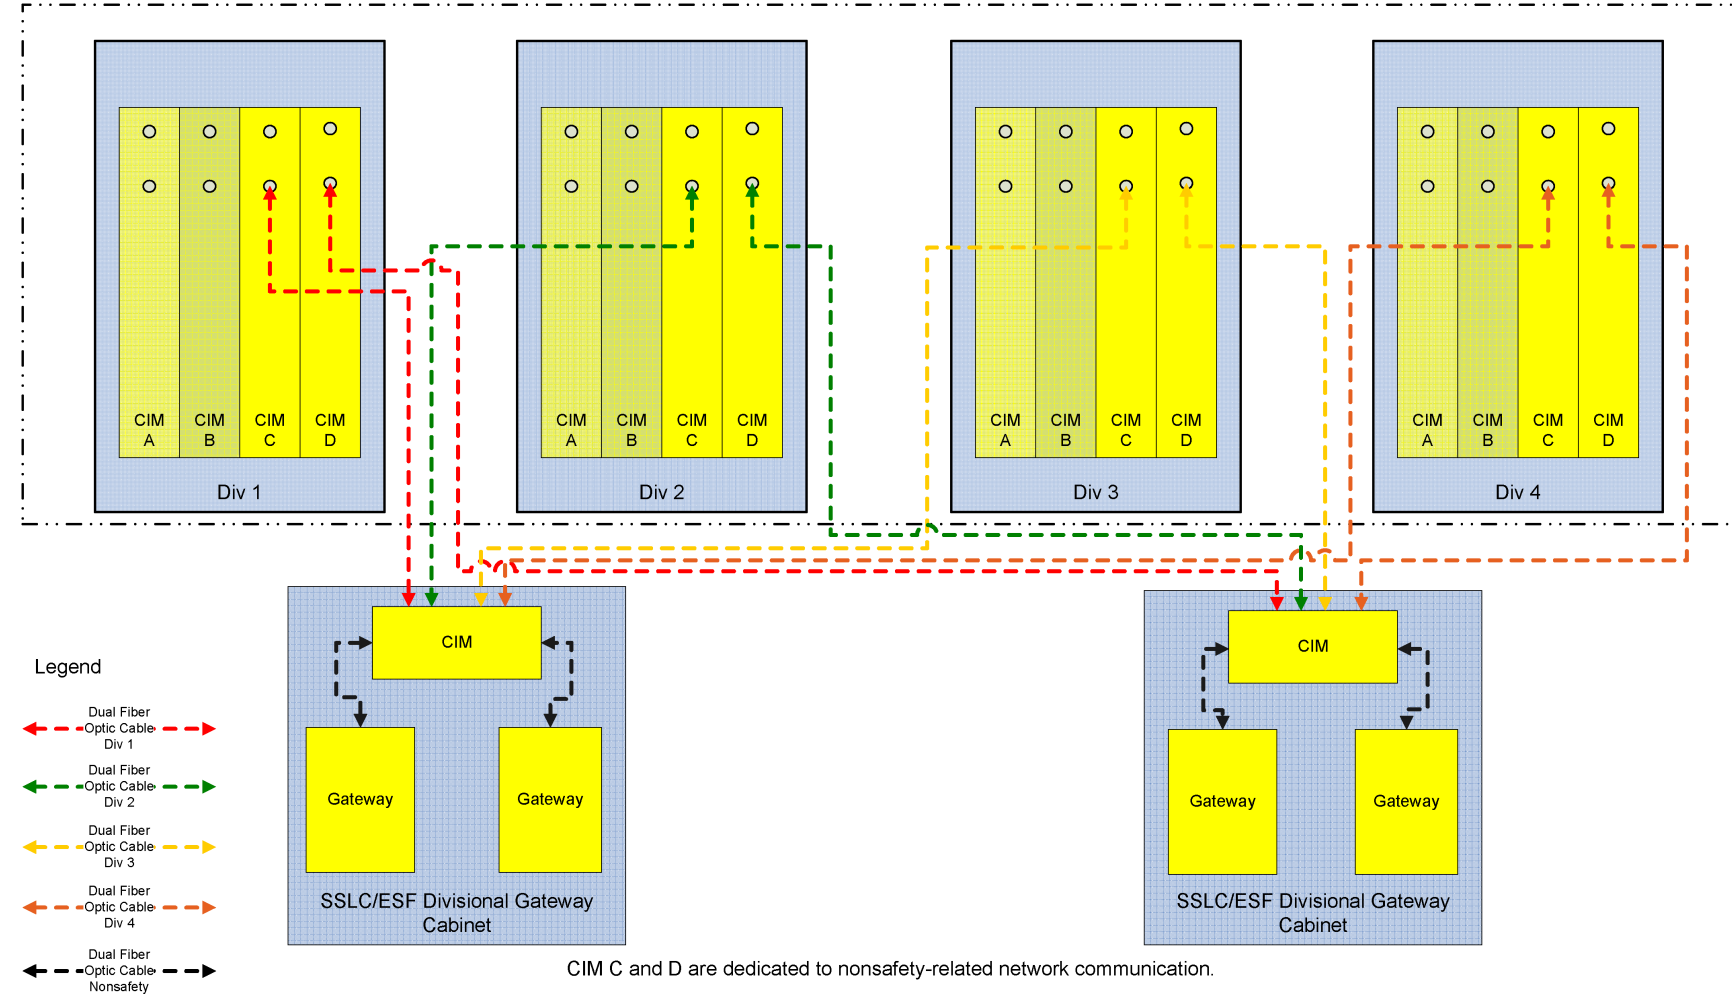 CIM
A
CIM
B
CIM
C
CIM
D
Div 1
CIM
A
CIM
B
CIM
C
CIM
D
Div 2
CIM
A
CIM
B
CIM
C
CIM
D
Div 3
CIM
A
CIM
B
CIM
C
CIM
D
Div 4
CIM
Gateway
Gateway
SSLC/ESF Divisional Gateway
Cabinet
CIM
Gateway
Gateway
SSLC/ESF Divisional Gateway
Cabinet
Legend
Dual Fiber
Optic Cable
Div 1
Dual Fiber
Optic Cable
Div 2
Dual Fiber
Optic Cable
Div 3
Dual Fiber
Optic Cable
Div 4
Dual Fiber
Optic Cable
Nonsafety
CIM C and D are dedicated to nonsafety-related network communication.